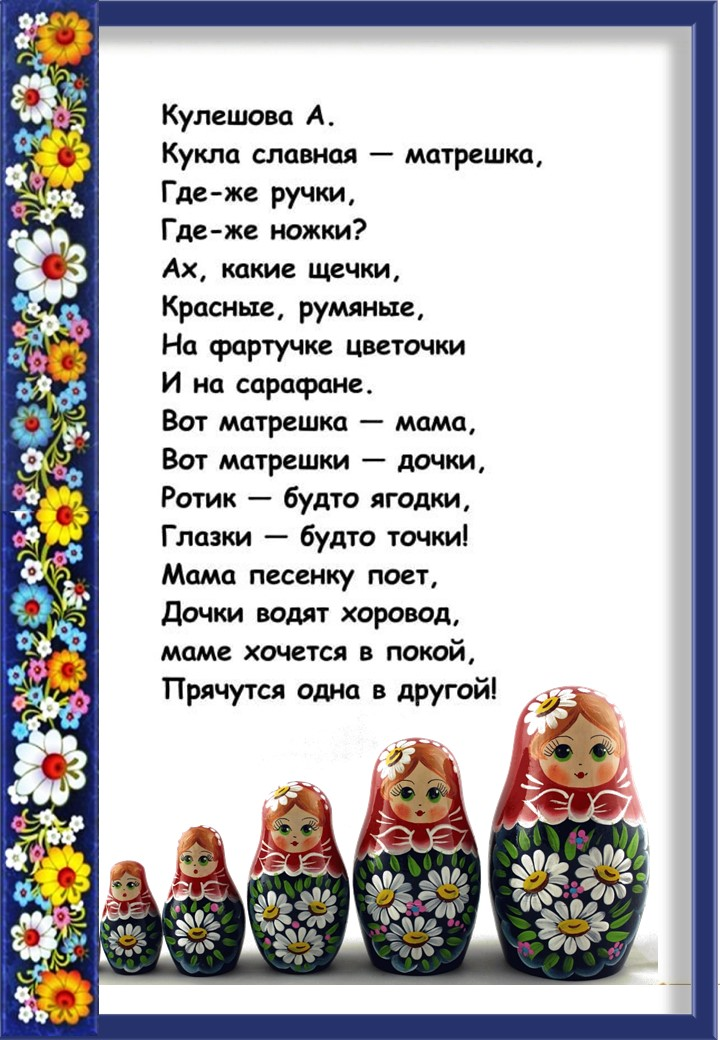 Кулешова А.
Кукла славная — матрешка,
Где-же ручки,
Где-же ножки?
Ах, какие щечки,
Красные, румяные,
На фартучке цветочки
И на сарафане.
Вот матрешка — мама,
Вот матрешки — дочки,
Ротик — будто ягодки,
Глазки — будто точки!
Мама песенку поет,
Дочки водят хоровод,
маме хочется в покой,
Прячутся одна в другой!